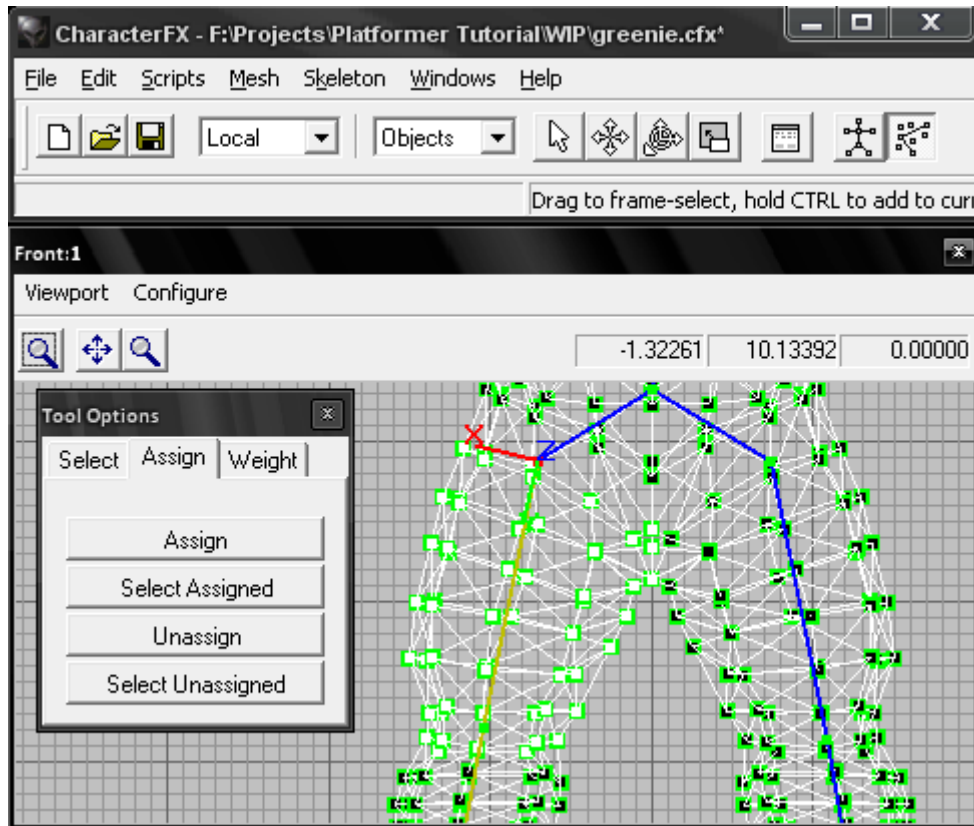 CharacterFX - F:\Projects\Platformer Tutorial\WIP\greenie.cfx*
File Edit Scripts Mesh Skeleton Windows Help
Local Objects
Drag to frame-select, hold CTRL to add to curr
Front:1
Viewport Configure
-1.32261 10.13392 0.00000
Tool Options
Select Assign Weight
Assign
Select Assigned
Unassign
Select Unassigned
X
Z